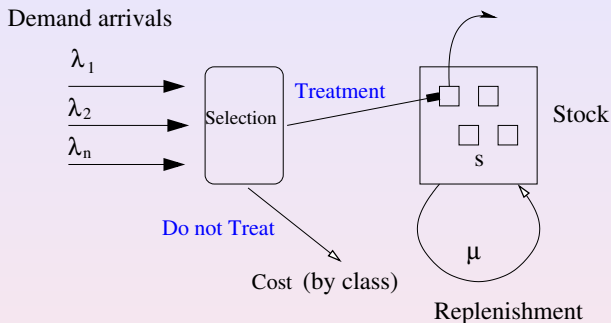 Demand arrivals
λ1
λ2
λn
Selection
Treatment
Stock
s
Do not Treat
Cost (by class)
μ
Replenishment